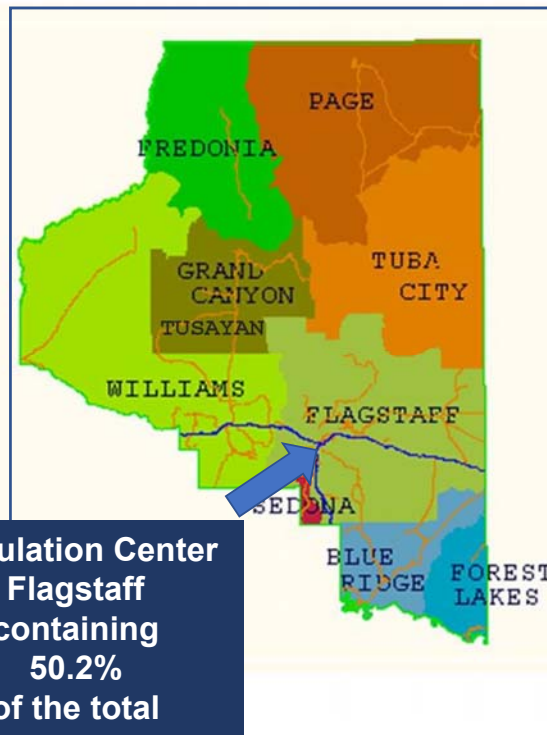 PAGE
FREDONIA
TUBA
CITY
GRAND
CANYON
TUSAYAN
WILLIAMS
FLAGSTAFF
SEDONA
BLUE
RIDGE
FOREST
LAKES
ulation Center
Flagstaff
containing
50.2%
of the total